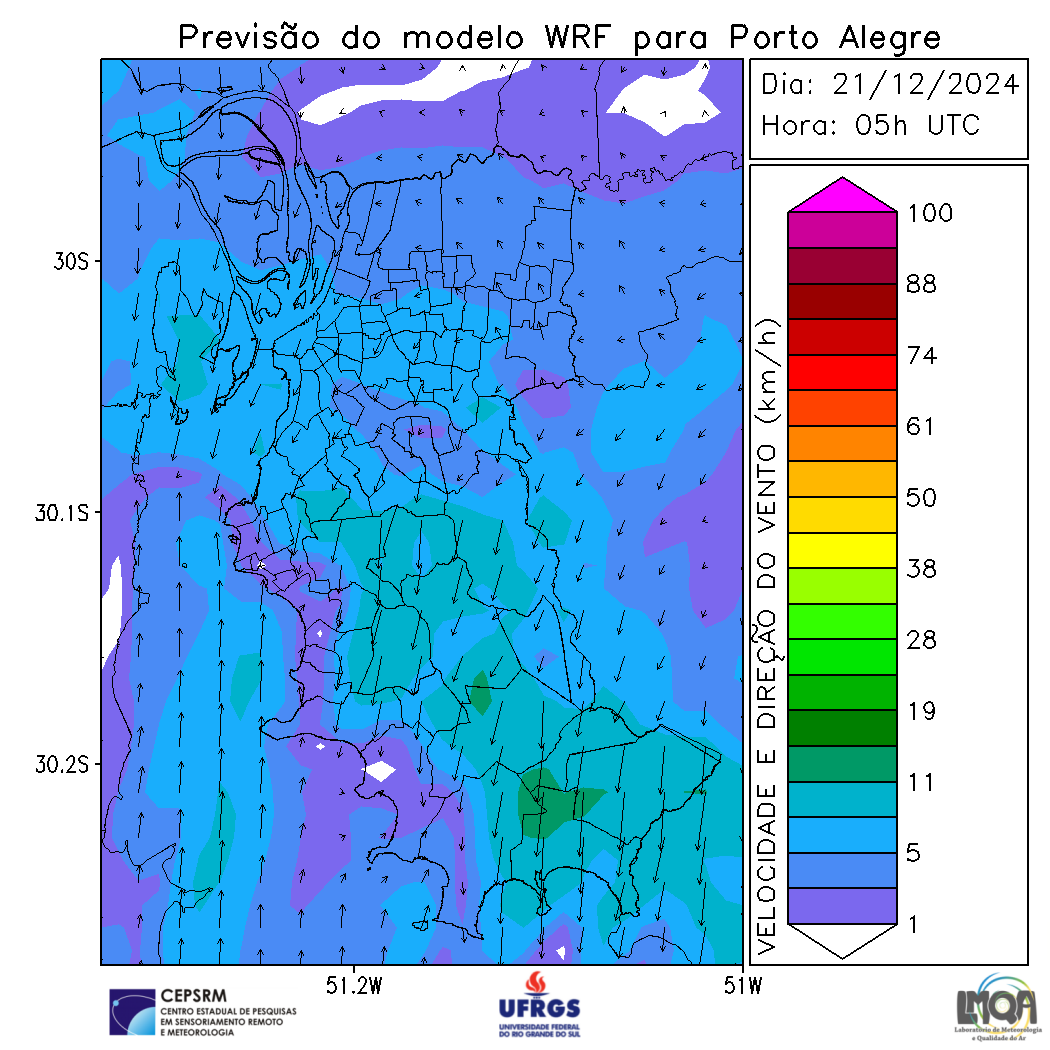 Previsão do modelo WRF para Porto Alegre
Dia: 21/12/2024
Hora: 05h UTC
30S
30.1S
30.2S
51.2W
51W
VELOCIDADE E DIREÇÃO DO VENTO (km/h)
100
88
74
61
50
38
28
19
11
5
1
CEPSRM
CENTRO ESTADUAL DE PESQUISAS
EM SENSORIAMENTO REMOTO
E METEOROLOGIA
UFRGS
UNIVERSIDADE FEDERAL
DO RIO GRANDE DO SUL
LMQA
Laboratório de Meteorologia
e Qualidade do Ar